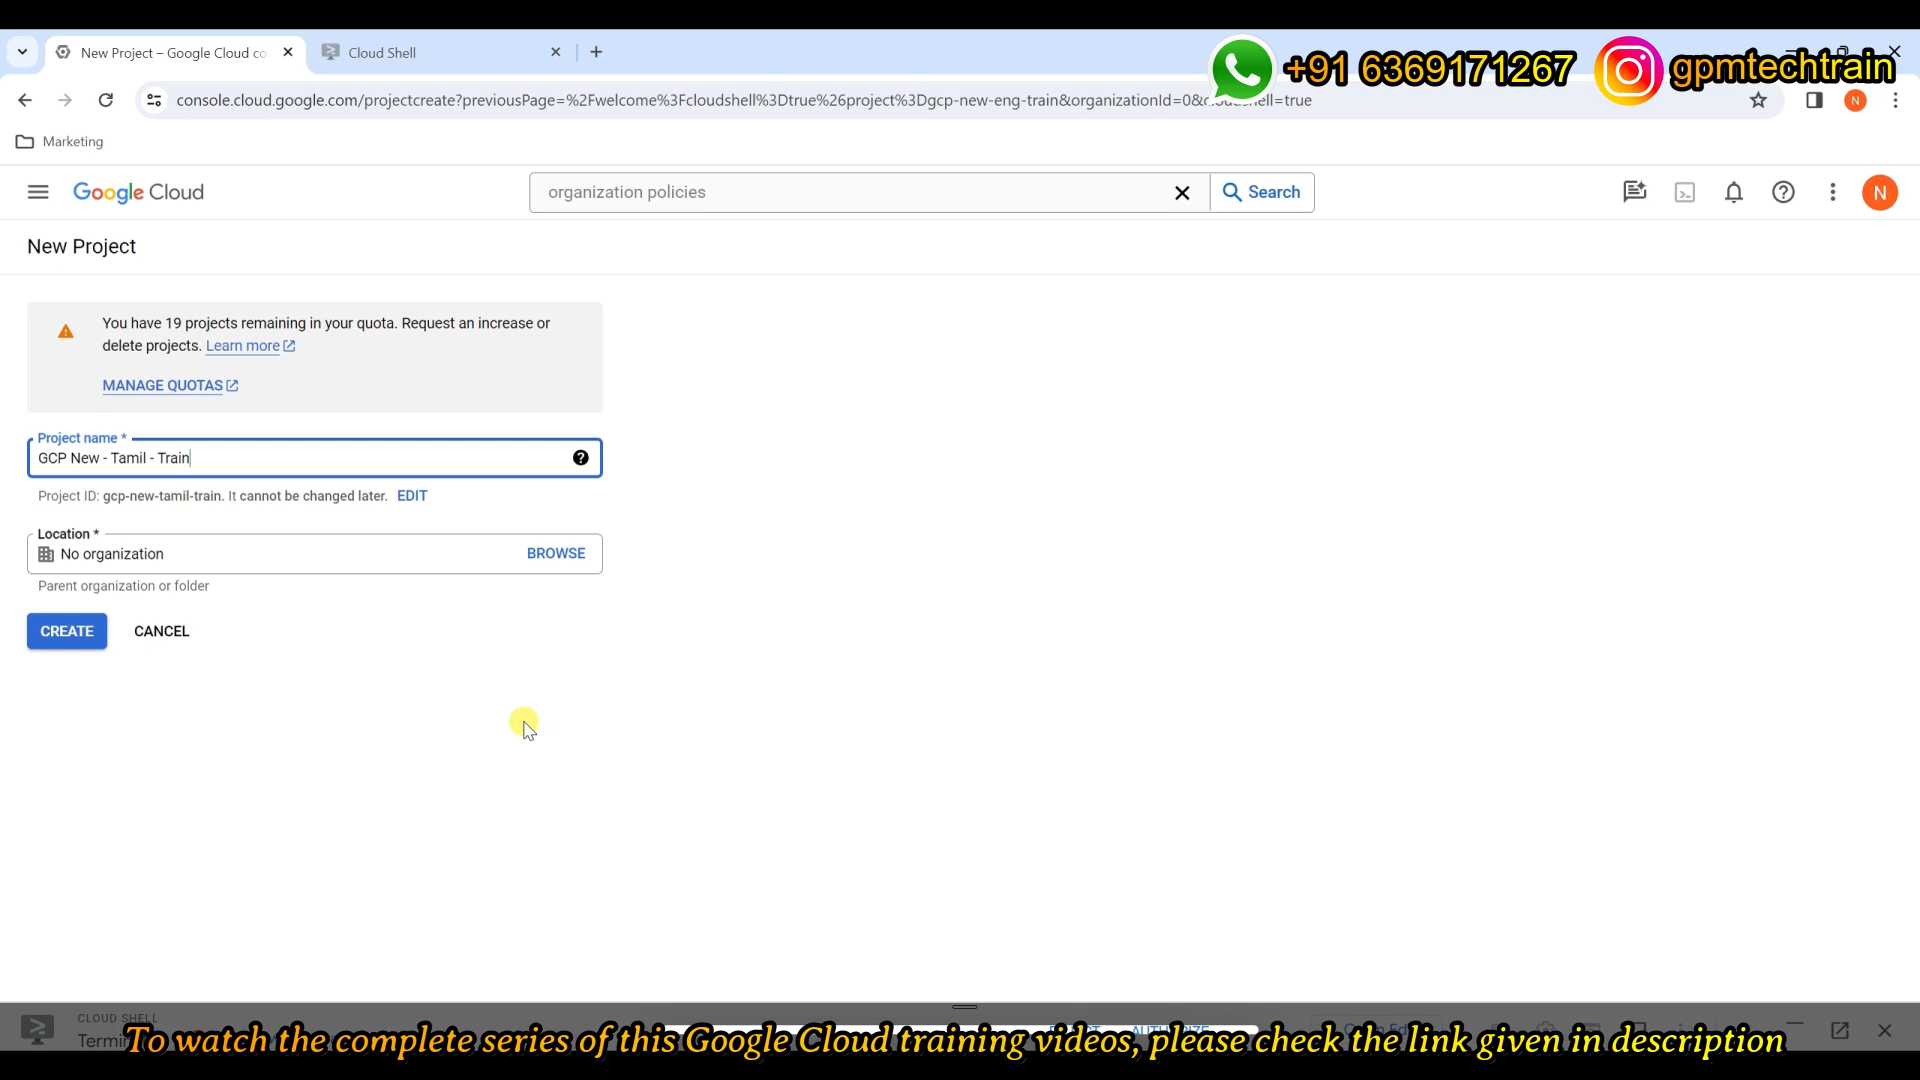 New Project – Google Cloud co
Cloud Shell
+91 6369171267
gpmtechtrain
console.cloud.google.com/projectcreate?previousPage=%2Fwelcome%3Fcloudshell%3Dtrue%26project%3Dgcp-new-eng-train&organizationId=0&cloudshell=true
N
Marketing
Google Cloud
organization policies
Search
N
New Project
You have 19 projects remaining in your quota. Request an increase or
delete projects. Learn more
MANAGE QUOTAS
Project name *
GCP New - Tamil - Train
Project ID: gcp-new-tamil-train. It cannot be changed later. EDIT
Location *
No organization
BROWSE
Parent organization or folder
CREATE
CANCEL
CLOUD SHELL
AUTHORIZE
To watch the complete series of this Google Cloud training videos, please check the link given in description